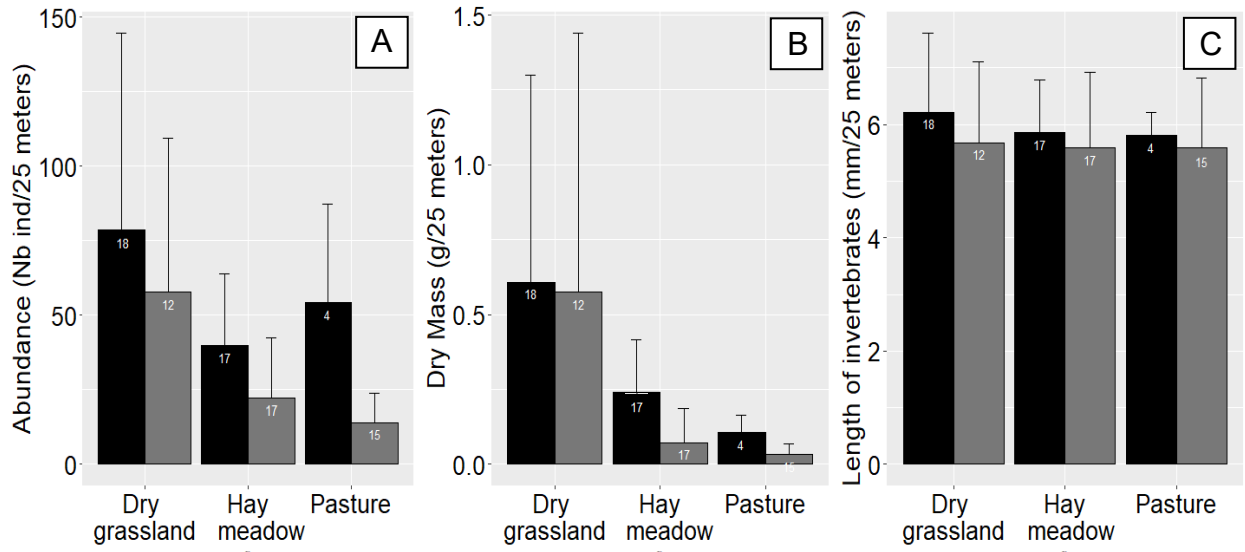 A
Abundance (Nb ind/25 meters)
150
100
50
0
18
12
17
17
4
15
Dry grassland
Hay meadow
Pasture
B
Dry Mass (g/25 meters)
1.5
1.0
0.5
0.0
18
12
17
17
4
15
Dry grassland
Hay meadow
Pasture
C
Length of invertebrates (mm/25 meters)
6
4
2
0
18
12
17
17
4
15
Dry grassland
Hay meadow
Pasture